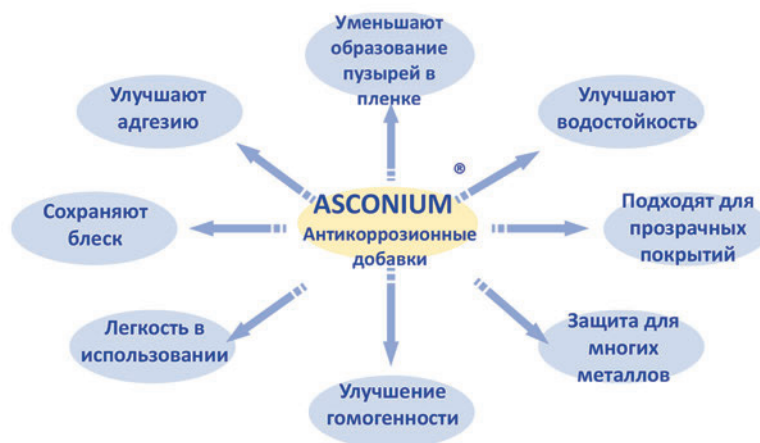 Уменьшают
образование
пузырей в
пленке
Улучшают
адгезию
Улучшают
водостойкость
ASCONIUM®
Антикоррозионные
добавки
Сохраняют
блеск
Подходят для
прозрачных
покрытий
Легкость в
использовании
Защита для
многих
металлов
Улучшение
гомогенности